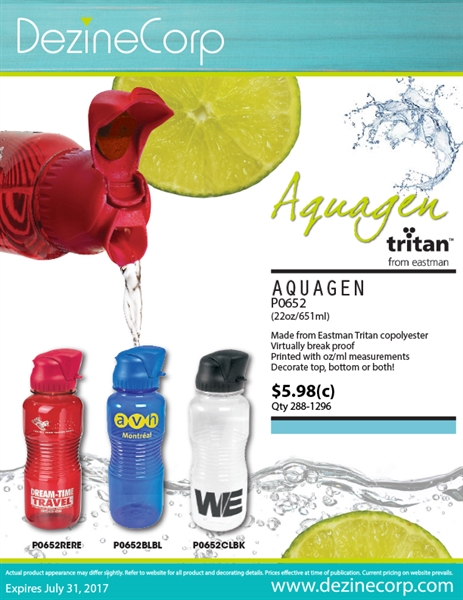 DezineCorp
Aquagen
tritan™
from eastman
AQUAGEN
P0652
(22oz/651ml)
Made from Eastman Tritan copolyester
Virtually break proof
Printed with oz/ml measurements
Decorate top, bottom or both!
$5.98(c)
Qty 288-1296
avn
Montréal
DREAM-TIME
TRAVEL
WE
P0652RERE
P0652BLBL
P0652CLBK
Actual product appearance may differ slightly. Refer to website for all product and decorating details. Prices effective at time of publication. Current pricing on website prevails.
Expires July 31, 2017
www.dezinecorp.com